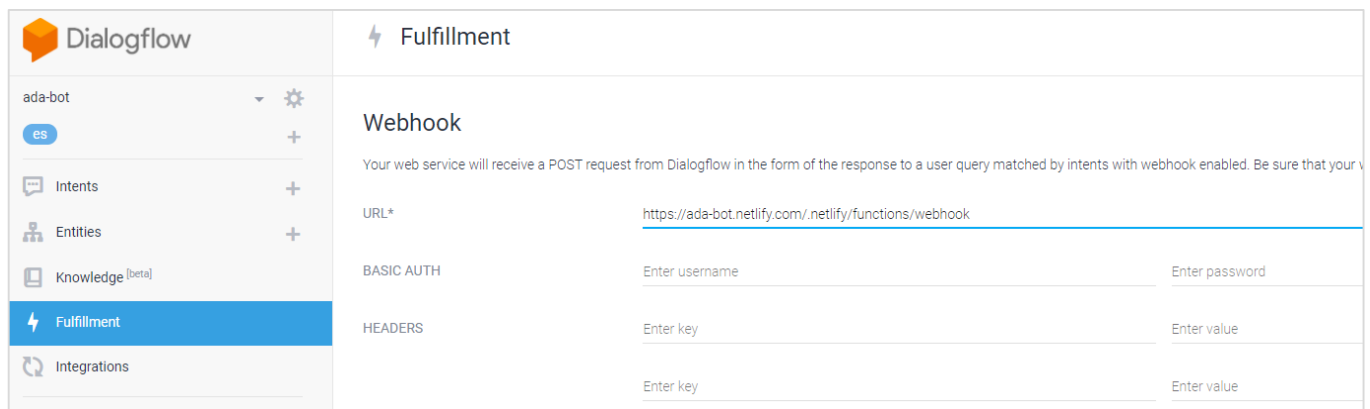 Dialogflow
Fulfillment
ada-bot
es
Intents
Entities
Knowledge [beta]
Fulfillment
Integrations
Webhook
Your web service will receive a POST request from Dialogflow in the form of the response to a user query matched by intents with webhook enabled. Be sure that your
URL* https://ada-bot.netlify.com/.netlify/functions/webhook
BASIC AUTH Enter username Enter password
HEADERS Enter key Enter value
Enter key Enter value